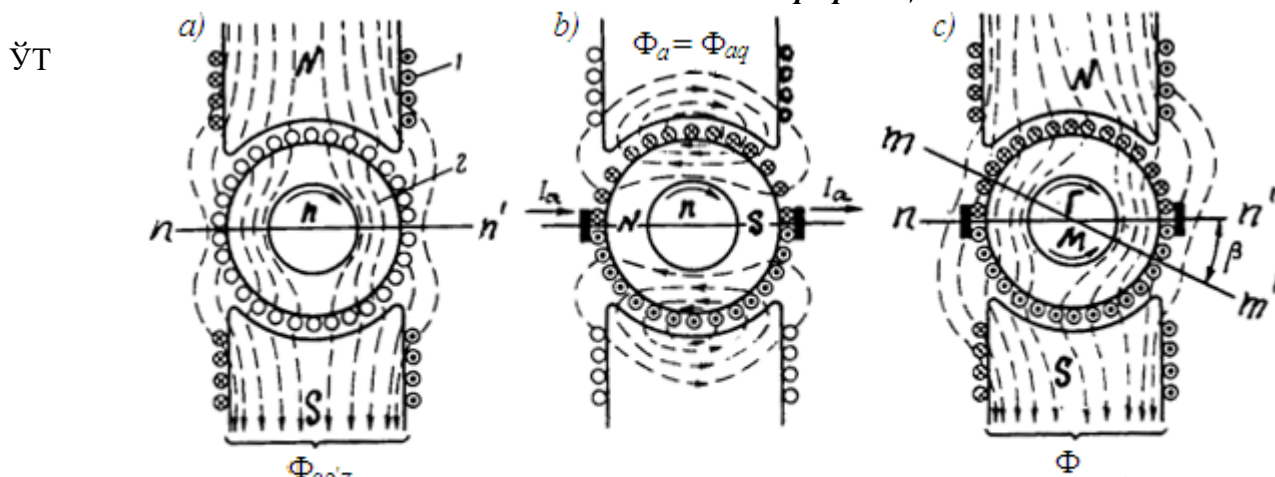 a) b) c)
Φₐ = Φₐq
ЎТ
N N
1
2
Iₐ Iₐ
m
n n n' N n S n Г n'
М
β
m'
S S
Φ